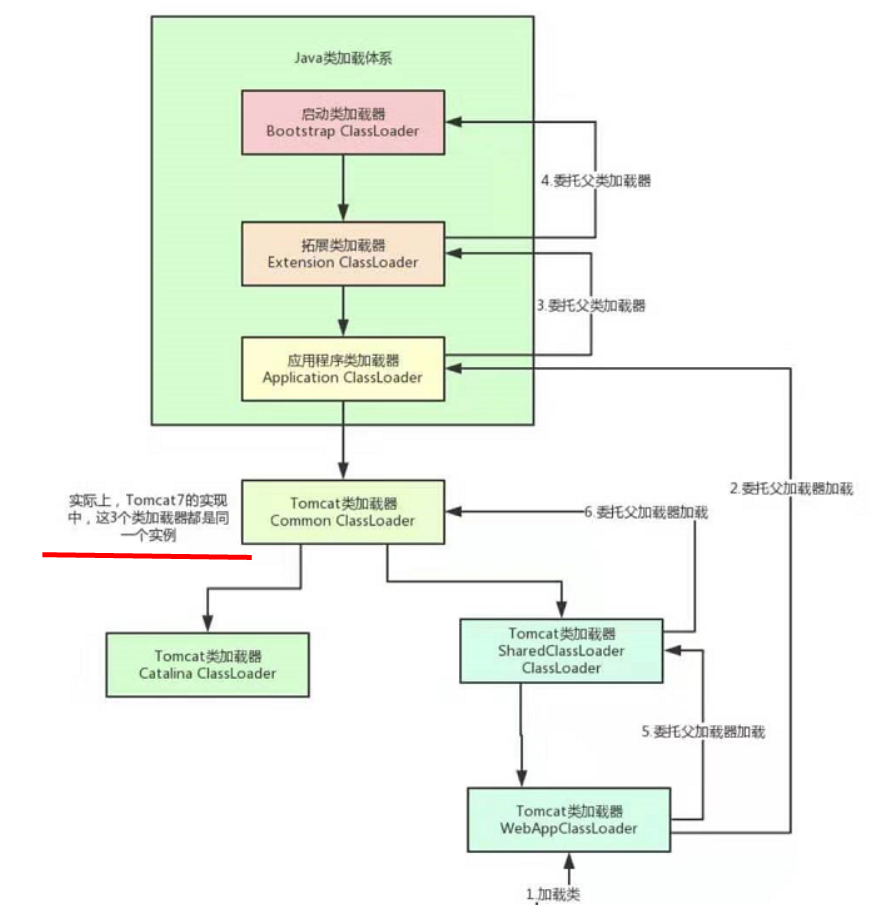 Java类加载体系
启动类加载器
Bootstrap ClassLoader
4.委托父类加载器
拓展类加载器
Extension ClassLoader
3.委托父类加载器
应用程序类加载器
Application ClassLoader
2.委托父加载器加载
实际上，Tomcat7的实现
中，这3个类加载器都是同
一个实例
Tomcat类加载器
Common ClassLoader
6.委托父加载器加载
Tomcat类加载器
Catalina ClassLoader
Tomcat类加载器
SharedClassLoader
ClassLoader
5.委托父加载器加载
Tomcat类加载器
WebAppClassLoader
1.加载类